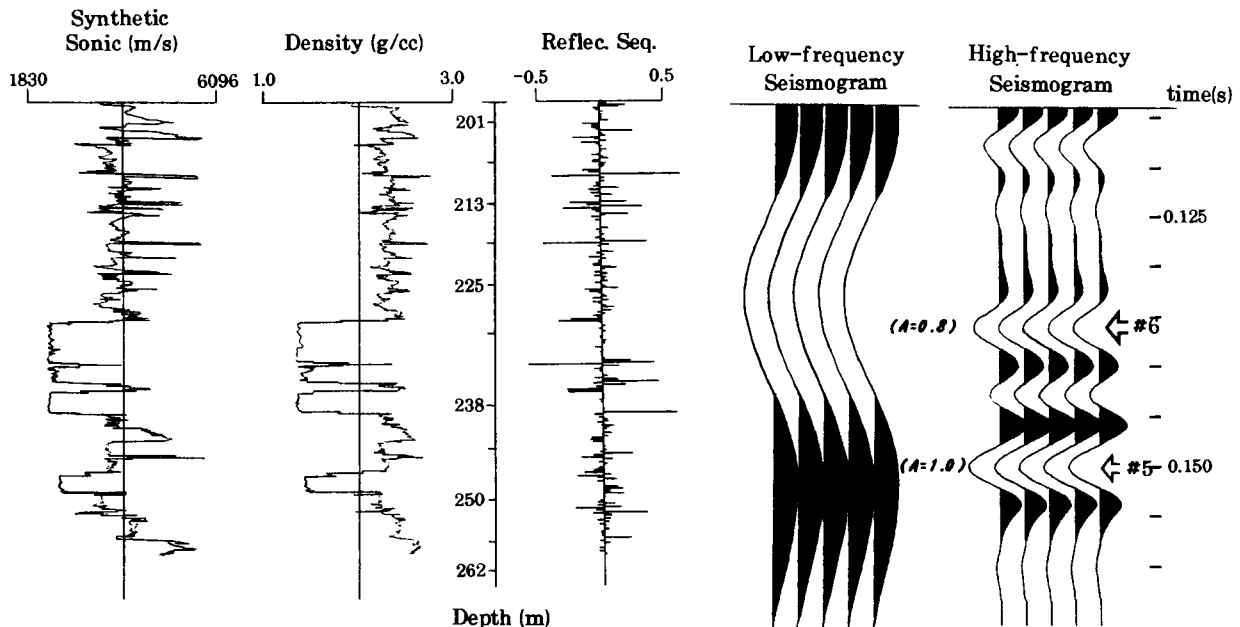 Synthetic
Sonic (m/s)
Density (g/cc)
Reflec. Seq.
Low-frequency
Seismogram
High-frequency
Seismogram
time(s)
1830
6096
1.0
3.0
-0.5
0.5
201
213
225
238
250
262
Depth (m)
0.125
(A=0.8)
#6
(A=1.0)
#5
0.150